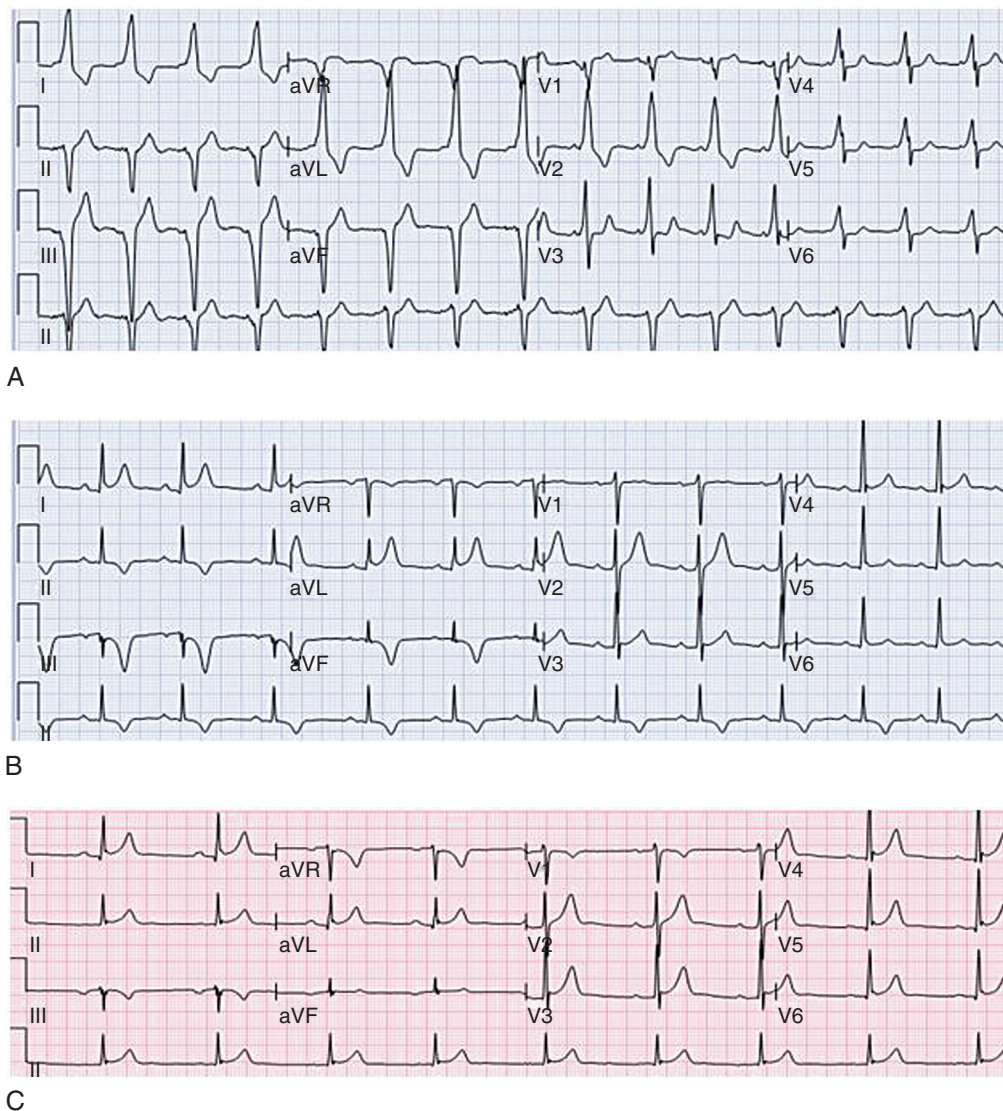 I aVR V1 V4
II aVL V2 V5
III aVF V3 V6
II
A
I aVR V1 V4
II aVL V2 V5
III aVF V3 V6
II
B
I aVR V1 V4
II aVL V2 V5
III aVF V3 V6
II
C